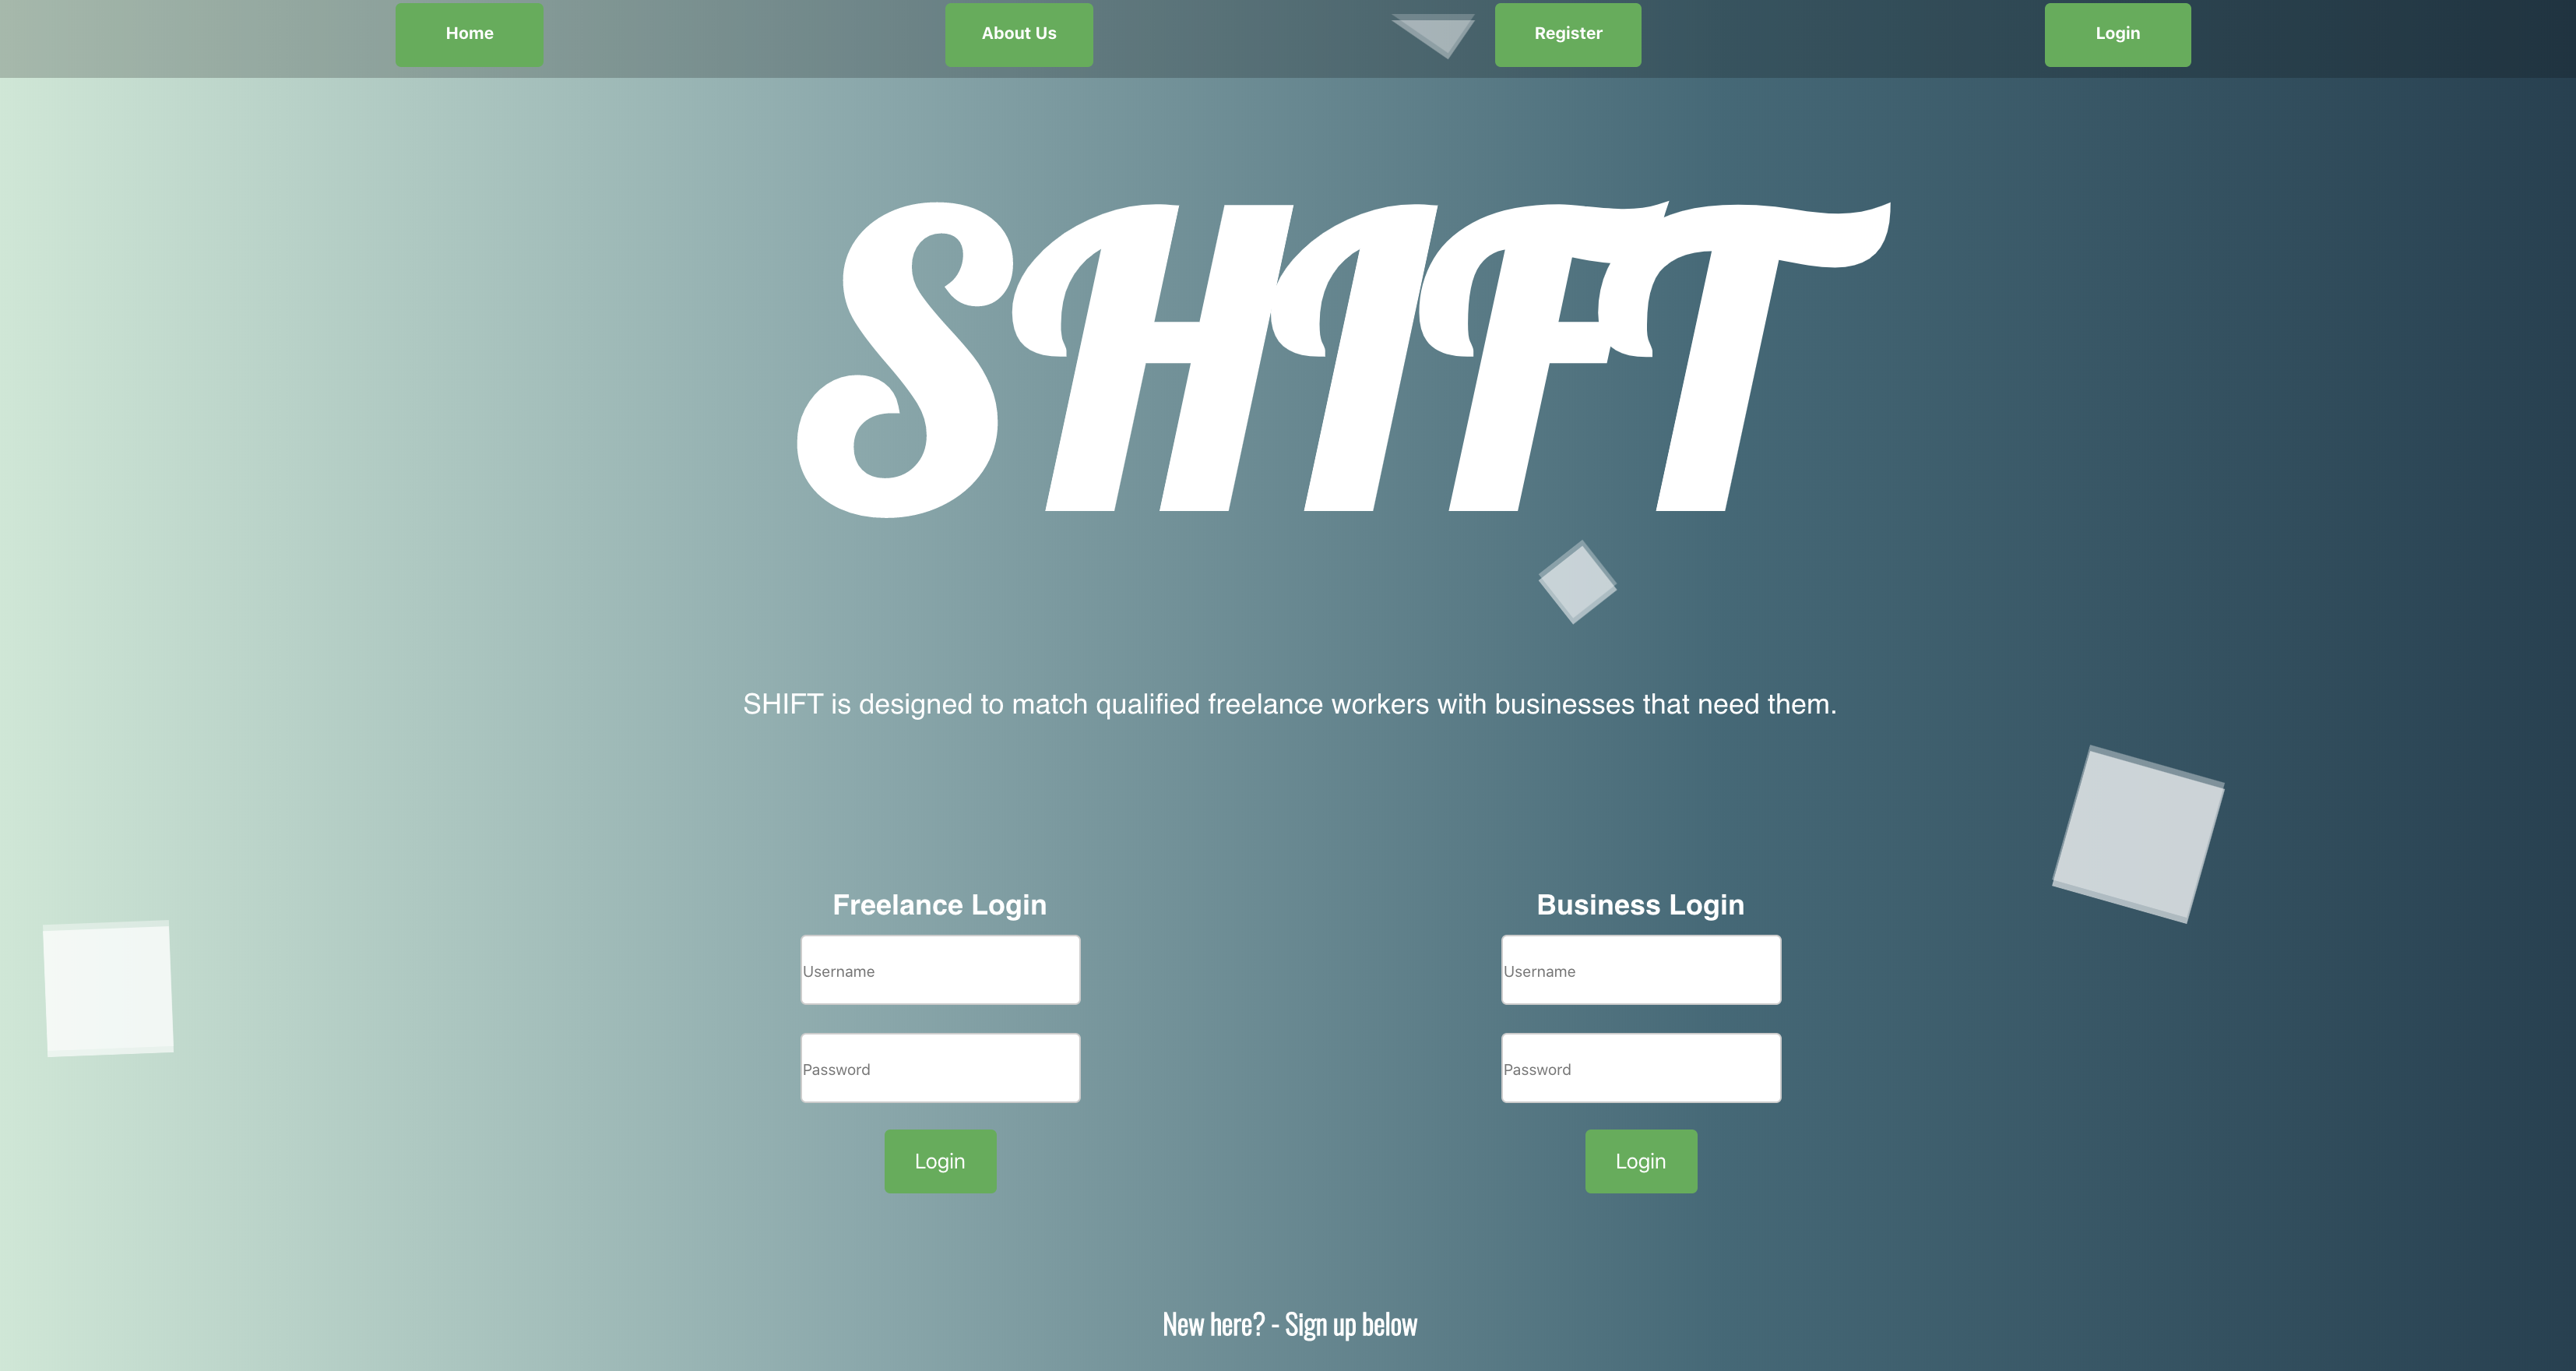 Home
About Us
Register
Login
SHIFT
SHIFT is designed to match qualified freelance workers with businesses that need them.
Freelance Login
Username
Password
Login
Business Login
Username
Password
Login
New here? - Sign up below